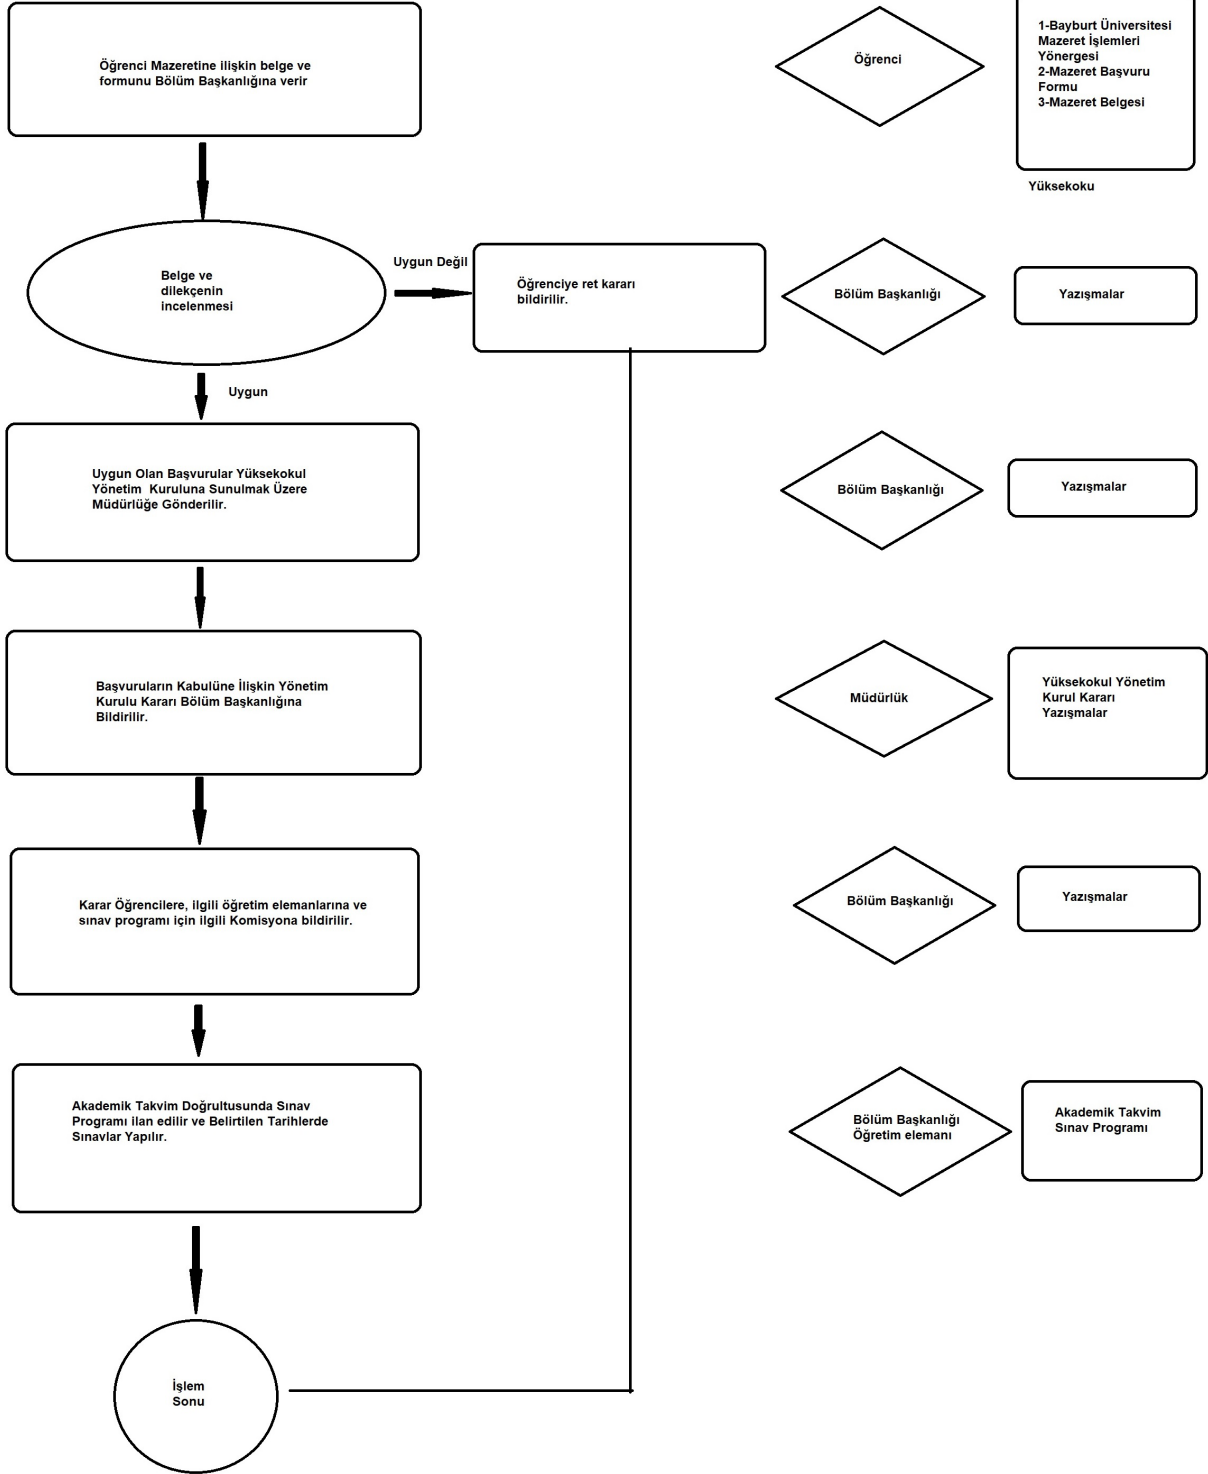 Öğrenci Mazeretine ilişkin belge ve
formunu Bölüm Başkanlığına verir
Öğrenci
1-Bayburt Üniversitesi
Mazeret İşlemleri
Yönergesi
2-Mazeret Başvuru
Formu
3-Mazeret Belgesi
Yüksekoku
Belge ve
dilekçenin
incelenmesi
Uygun Değil
Öğrenciye ret kararı
bildirilir.
Bölüm Başkanlığı
Yazışmalar
Uygun
Uygun Olan Başvurular Yüksekokul
Yönetim  Kuruluna Sunulmak Üzere
Müdürlüğe Gönderilir.
Bölüm Başkanlığı
Yazışmalar
Başvuruların Kabulüne İlişkin Yönetim
Kurulu Kararı Bölüm Başkanlığına
Bildirilir.
Müdürlük
Yüksekokul Yönetim
Kurul Kararı
Yazışmalar
Karar Öğrencilere, ilgili öğretim elemanlarına ve
sınav programı için ilgili Komisyona bildirilir.
Bölüm Başkanlığı
Yazışmalar
Akademik Takvim Doğrultusunda Sınav
Programı ilan edilir ve Belirtilen Tarihlerde
Sınavlar Yapılır.
Bölüm Başkanlığı
Öğretim elemanı
Akademik Takvim
Sınav Programı
İşlem
Sonu